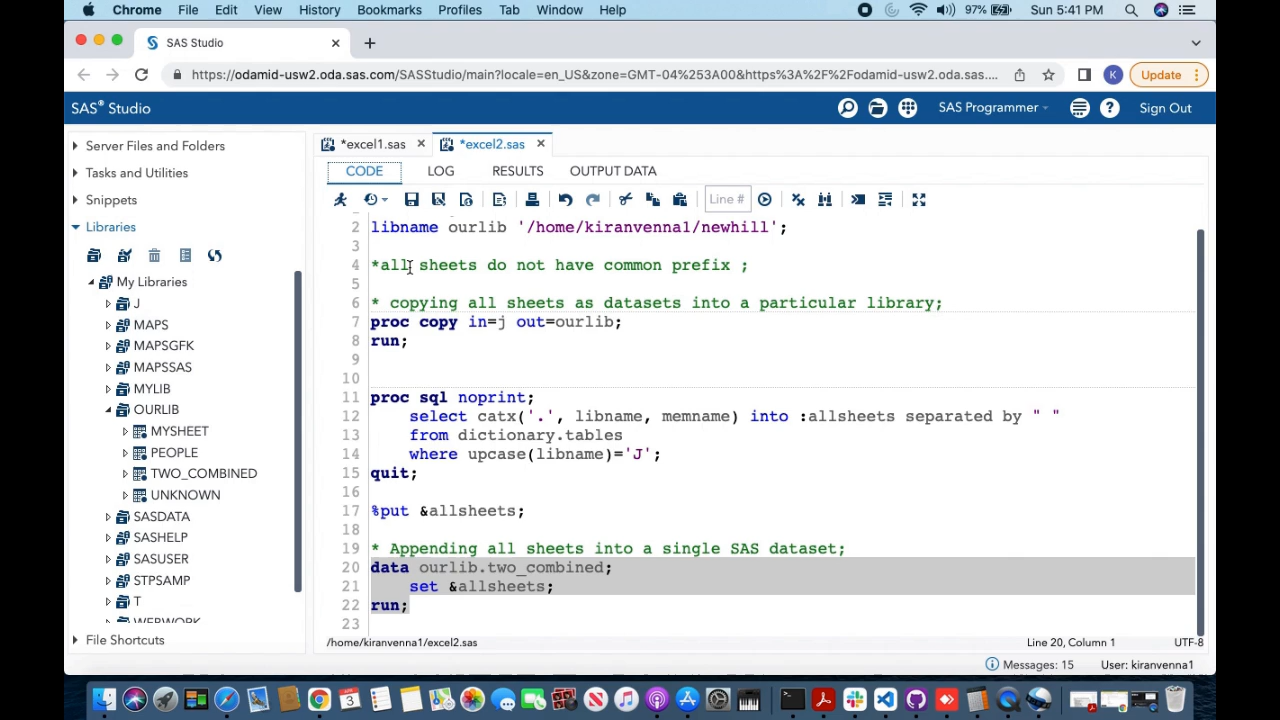 Chrome File Edit View History Bookmarks Profiles Tab Window Help 97% Sun 5:41 PM
SAS Studio
https://odamid-usw2.oda.sas.com/SASStudio/main?locale=en_US&zone=GMT-04%253A00&https%3A%2F%2Fodamid-usw2.oda.sas.... K Update
SAS® Studio SAS Programmer Sign Out
Server Files and Folders
Tasks and Utilities
Snippets
Libraries
My Libraries
J
MAPS
MAPSGFK
MAPSSAS
MYLIB
OURLIB
MYSHEET
PEOPLE
TWO_COMBINED
UNKNOWN
SASDATA
SASHELP
SASUSER
STPSAMP
T
WEBWORK
File Shortcuts
*excel1.sas *excel2.sas
CODE LOG RESULTS OUTPUT DATA
Line #
2 libname ourlib '/home/kiranvenna1/newhill';
3
4 *all sheets do not have common prefix ;
5
6 * copying all sheets as datasets into a particular library;
7 proc copy in=j out=ourlib;
8 run;
9
10
11 proc sql noprint;
12 select catx('.', libname, memname) into :allsheets separated by " "
13 from dictionary.tables
14 where upcase(libname)='J';
15 quit;
16
17 %put &allsheets;
18
19 * Appending all sheets into a single SAS dataset;
20 data ourlib.two_combined;
21 set &allsheets;
22 run;
23
/home/kiranvenna1/excel2.sas Line 20, Column 1 UTF-8
Messages: 15 User: kiranvenna1